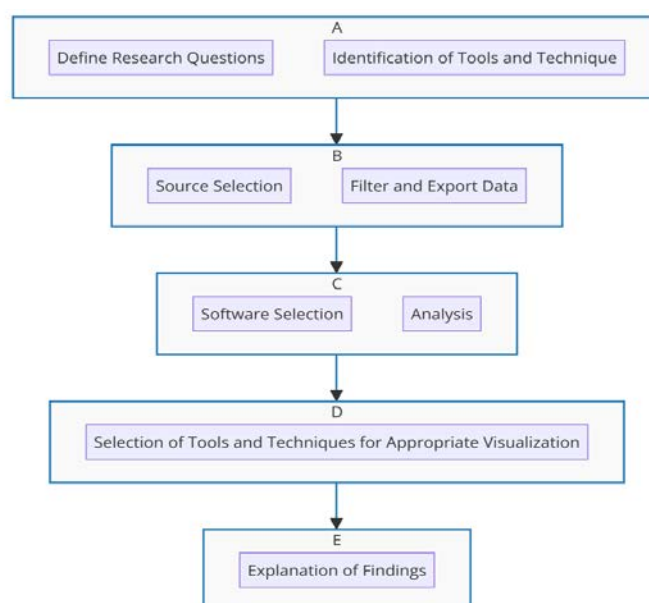 A
Define Research Questions
Identification of Tools and Technique
B
Source Selection
Filter and Export Data
C
Software Selection
Analysis
D
Selection of Tools and Techniques for Appropriate Visualization
E
Explanation of Findings